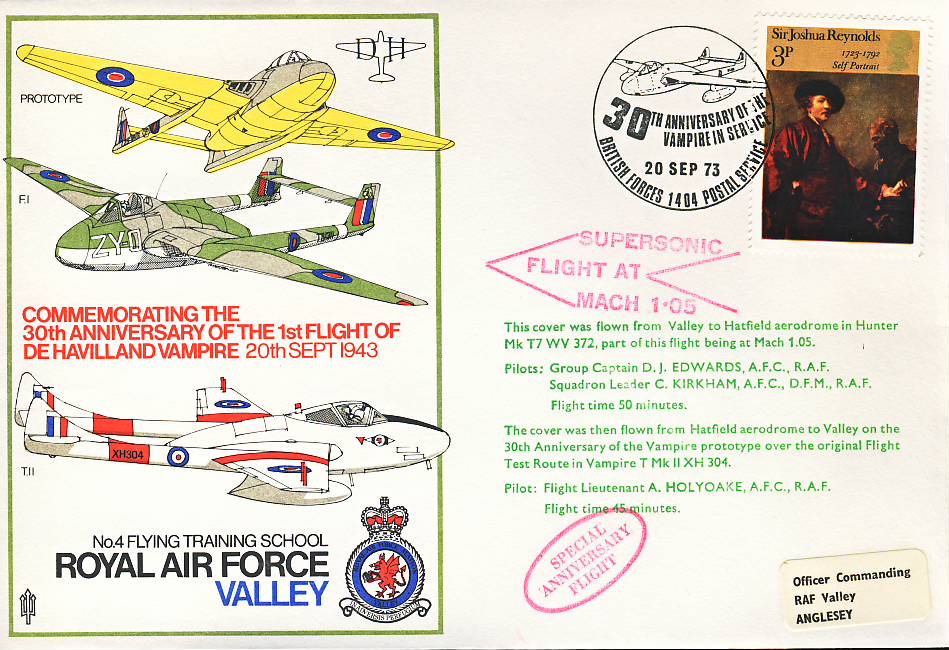 DH
PROTOTYPE
F.I
ZYO
COMMEMORATING THE
30th ANNIVERSARY OF THE 1st FLIGHT OF
DE HAVILLAND VAMPIRE 20th SEPT 1943
XH304
T.II
No.4 FLYING TRAINING SCHOOL
ROYAL AIR FORCE
VALLEY
30TH ANNIVERSARY OF THE
VAMPIRE IN SERVICE
20 SEP 73
BRITISH FORCES 1404 POSTAL SERVICE
Sir Joshua Reynolds
3P
1723-1792
Self Portrait
SUPERSONIC
FLIGHT AT
MACH 1·05
This cover was flown from Valley to Hatfield aerodrome in Hunter
Mk T7 WV 372, part of this flight being at Mach 1.05.
Pilots: Group Captain D. J. EDWARDS, A.F.C., R.A.F.
Squadron Leader C. KIRKHAM, A.F.C., D.F.M., R.A.F.
Flight time 50 minutes.
The cover was then flown from Hatfield aerodrome to Valley on the
30th Anniversary of the Vampire prototype over the original Flight
Test Route in Vampire T Mk II XH 304.
Pilot: Flight Lieutenant A. HOLYOAKE, A.F.C., R.A.F.
Flight time 45 minutes.
SPECIAL
ANNIVERSARY
FLIGHT
Officer Commanding
RAF Valley
ANGLESEY